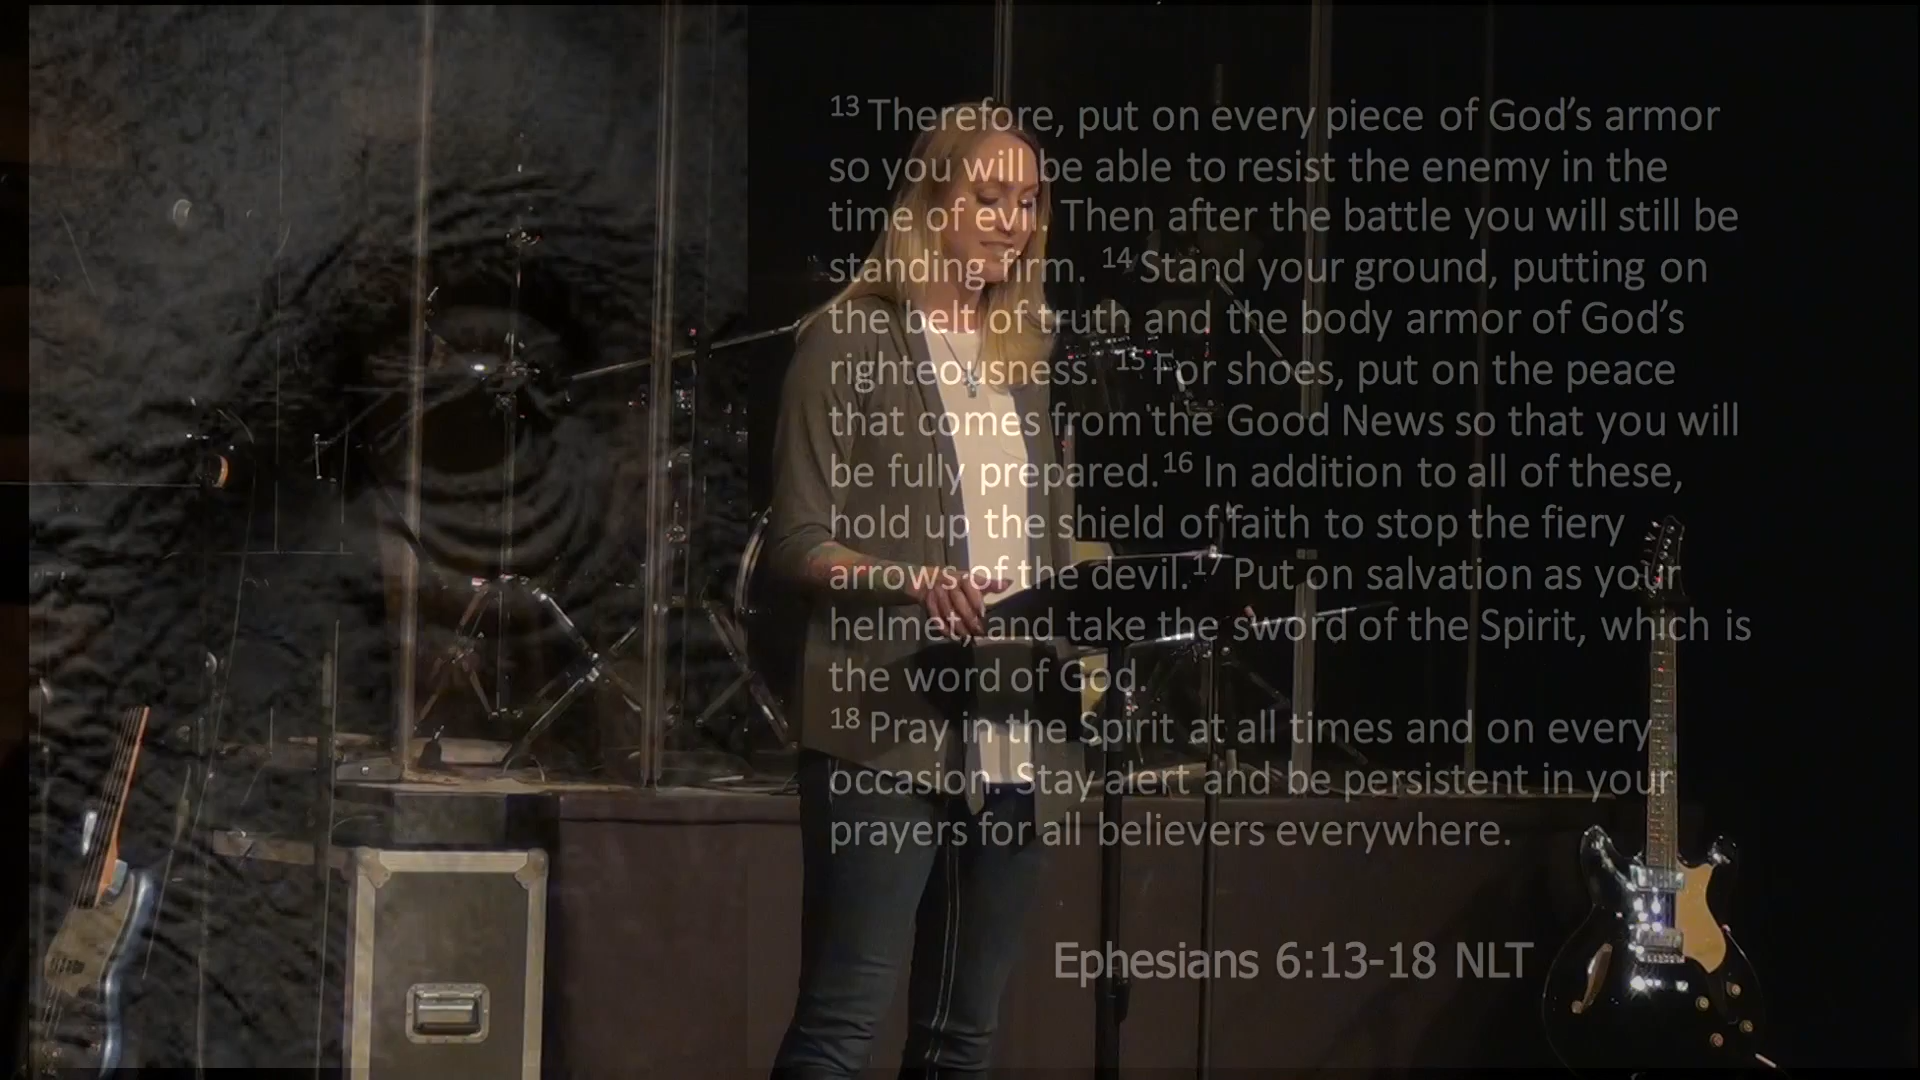 13 Therefore, put on every piece of God's armor
so you will be able to resist the enemy in the
time of evil. Then after the battle you will still be
standing firm. 14 Stand your ground, putting on
the belt of truth and the body armor of God's
righteousness. 15 For shoes, put on the peace
that comes from the Good News so that you will
be fully prepared.16 In addition to all of these,
hold up the shield of faith to stop the fiery
arrows of the devil.17 Put on salvation as your
helmet, and take the sword of the Spirit, which is
the word of God.
18 Pray in the Spirit at all times and on every
occasion. Stay alert and be persistent in your
prayers for all believers everywhere.
Ephesians 6:13-18 NLT